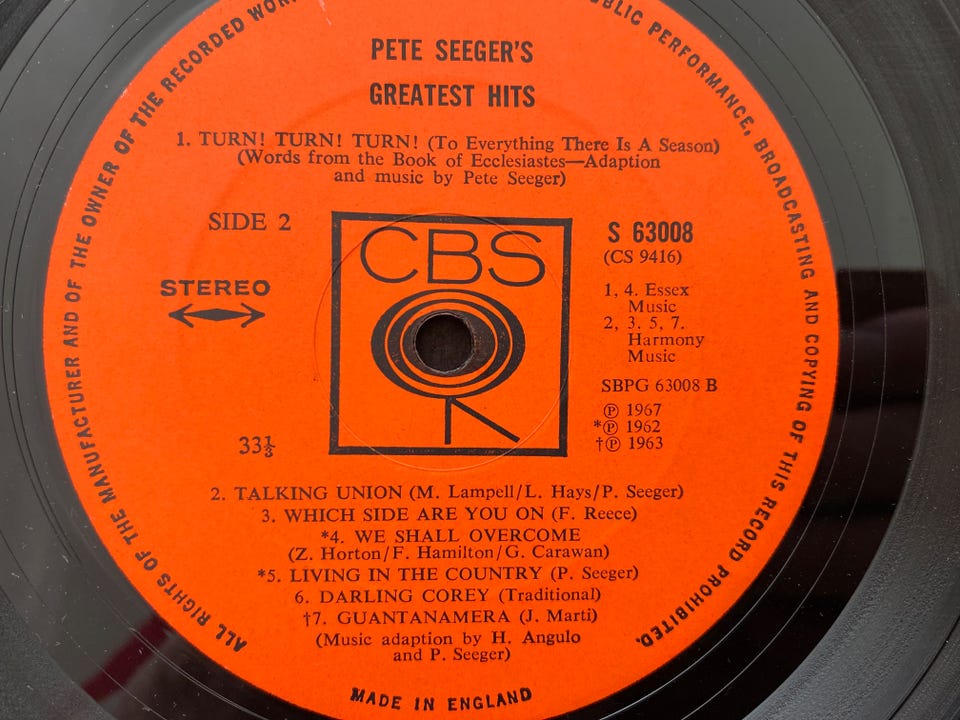 PETE SEEGER'S
GREATEST HITS
1. TURN! TURN! TURN! (To Everything There Is A Season)
(Words from the Book of Ecclesiastes—Adaption
and music by Pete Seeger)
SIDE 2
STEREO
33⅓
CBS
S 63008
(CS 9416)
1, 4. Essex
Music
2, 3. 5, 7.
Harmony
Music
SBPG 63008 B
℗ 1967
*℗ 1962
†℗ 1963
2. TALKING UNION (M. Lampell/L. Hays/P. Seeger)
3. WHICH SIDE ARE YOU ON (F. Reece)
*4. WE SHALL OVERCOME
(Z. Horton/F. Hamilton/G. Carawan)
*5. LIVING IN THE COUNTRY (P. Seeger)
6. DARLING COREY (Traditional)
†7. GUANTANAMERA (J. Marti)
(Music adaption by H. Angulo
and P. Seeger)
ALL RIGHTS OF THE MANUFACTURER AND OF THE OWNER OF THE RECORDED
PERFORMANCE, BROADCASTING AND COPYING OF THIS RECORD PROHIBITED.
MADE IN ENGLAND